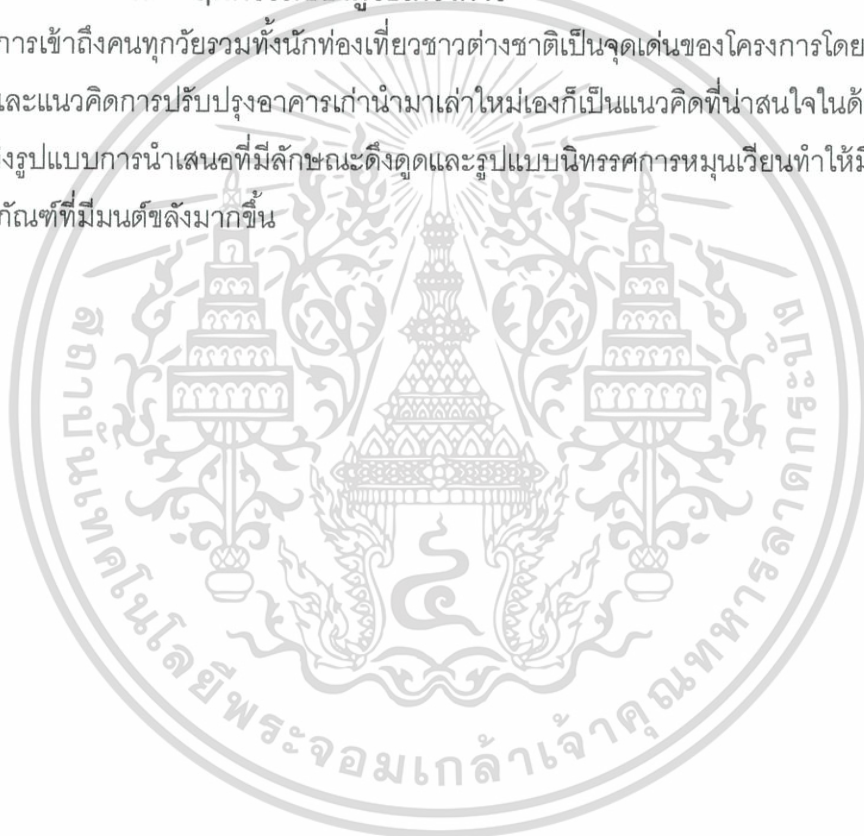 การเข้าถึงคนทุกวัยรวมทั้งนักท่องเที่ยวชาวต่างชาติเป็นจุดเด่นของโครงการโดย
และแนวคิดการปรับปรุงอาคารเก่านำมาเล่าใหม่เองก็เป็นแนวคิดที่น่าสนใจในด้
รูปแบบการนำเสนอที่มีลักษณะดึงดูดและรูปแบบนิทรรศการหมุนเวียนทำให้มี
ภัณฑ์ที่มีมนต์ขลังมากขึ้น
สถาบันเทคโนโลยีพระจอมเกล้าเจ้าคุณทหารลาดกระบัง
๔